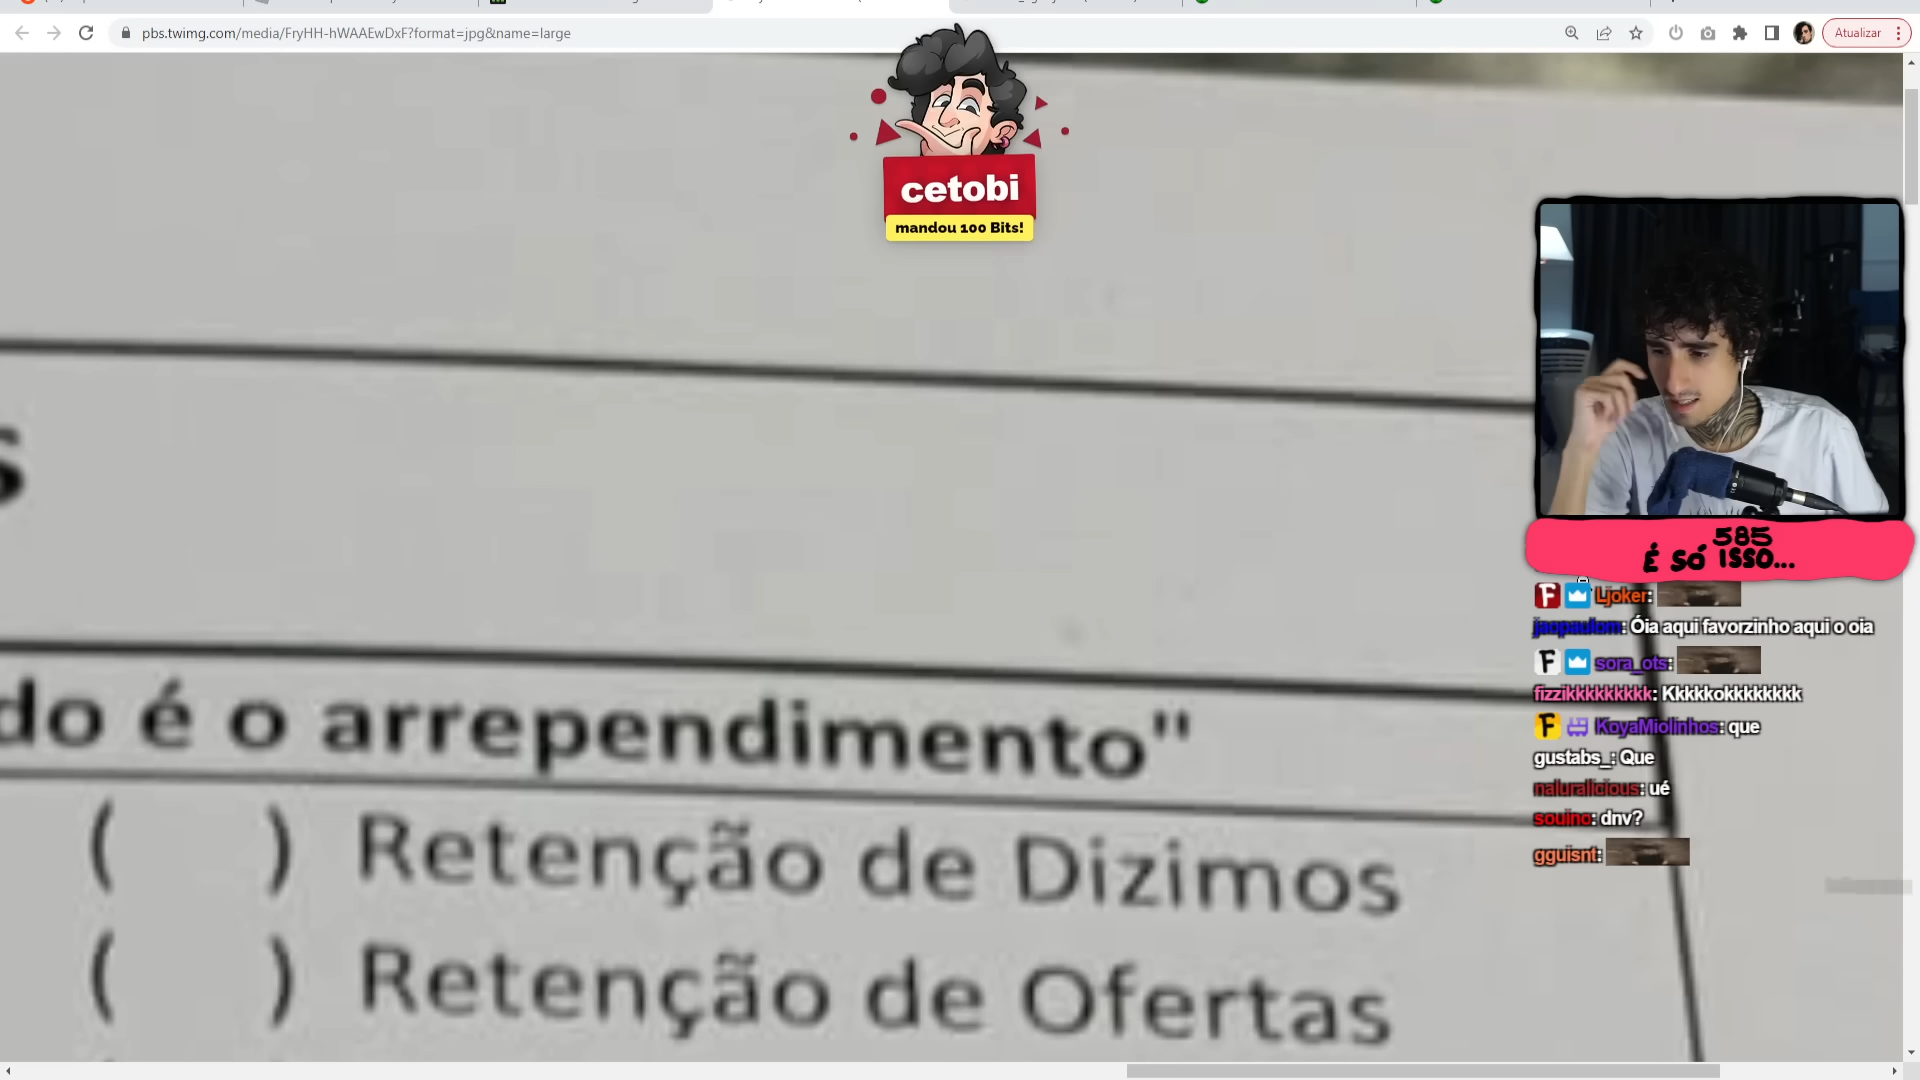 pbs.twimg.com/media/FryHH-hWAAEwDxF?format=jpg&name=large
Atualizar
cetobi
mandou 100 Bits!
do é o arrependimento"
( ) Retenção de Dizimos
( ) Retenção de Ofertas
585
É SÓ ISSO...
Ljoker:
jaopaulom: Óia aqui favorzinho aqui o oia
sora_ots:
fizzikkkkkkkkk: Kkkkkokkkkkkkk
KoyaMiolinhos: que
gustabs_: Que
naluralicious: ué
souino: dnv?
gguisnt: